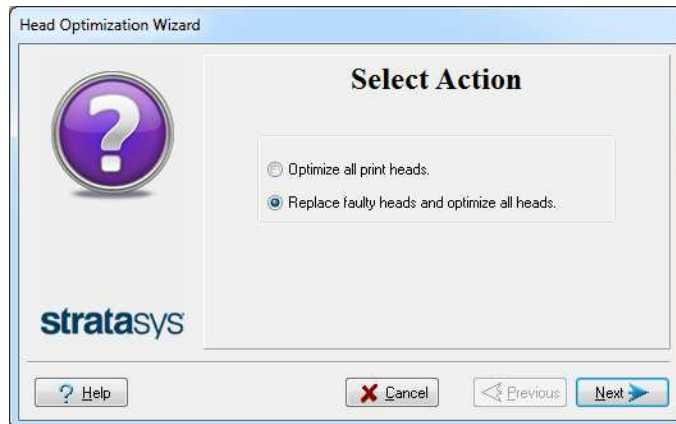 Head Optimization Wizard
Select Action
Optimize all print heads.
Replace faulty heads and optimize all heads.
stratasys
? Help
Cancel
Previous
Next